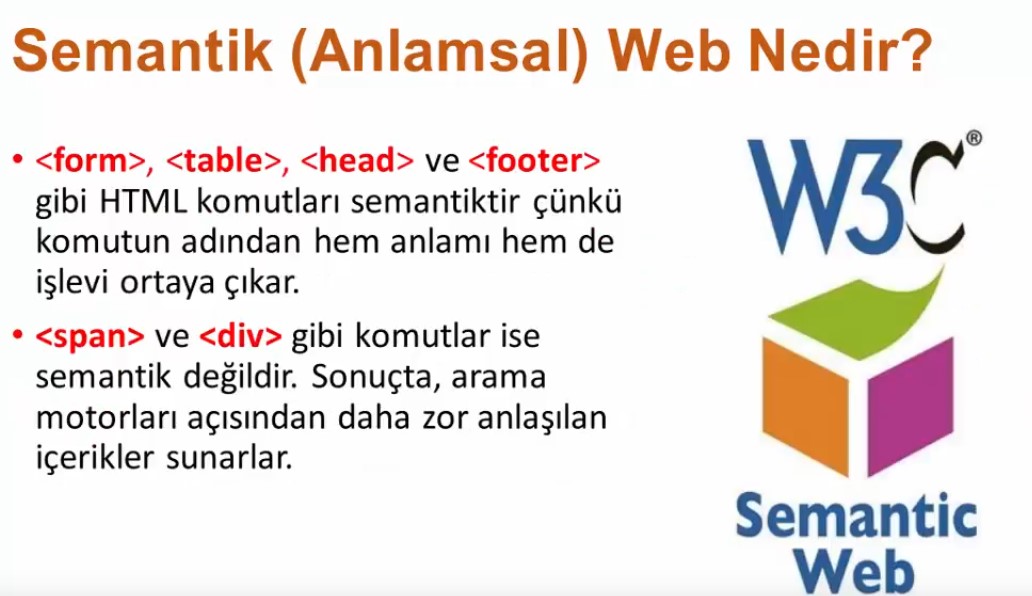 Semantik (Anlamsal) Web Nedir?
• <form>, <table>, <head> ve <footer>
gibi HTML komutları semantiktir çünkü
komutun adından hem anlamı hem de
işlevi ortaya çıkar.
• <span> ve <div> gibi komutlar ise
semantik değildir. Sonuçta, arama
motorları açısından daha zor anlaşılan
içerikler sunarlar.
W3C®
Semantic
Web